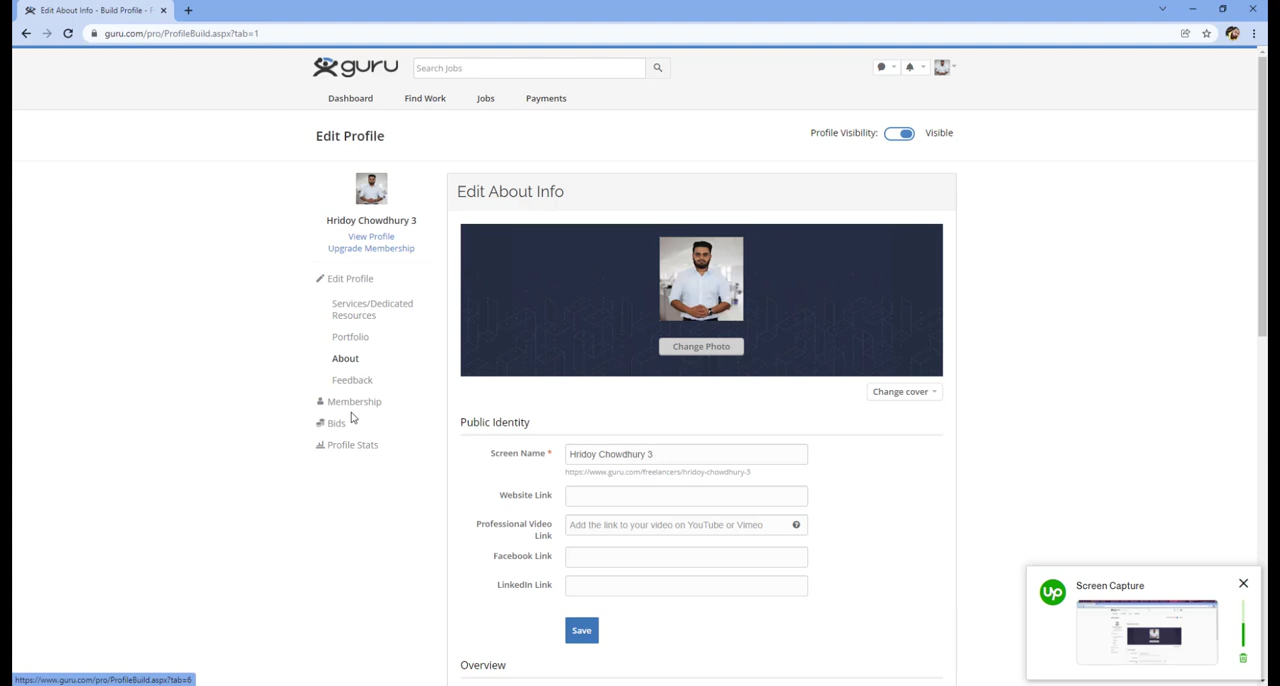 Edit About Info - Build Profile - F
guru.com/pro/ProfileBuild.aspx?tab=1
guru
Search Jobs
Dashboard
Find Work
Jobs
Payments
Edit Profile
Profile Visibility:
Visible
Hridoy Chowdhury 3
View Profile
Upgrade Membership
Edit Profile
Services/Dedicated
Resources
Portfolio
About
Feedback
Membership
Bids
Profile Stats
Edit About Info
Change Photo
Change cover
Public Identity
Screen Name *
Hridoy Chowdhury 3
https://www.guru.com/freelancers/hridoy-chowdhury-3
Website Link
Professional Video
Link
Add the link to your video on YouTube or Vimeo
Facebook Link
LinkedIn Link
Save
Overview
Up
Screen Capture
https://www.guru.com/pro/ProfileBuild.aspx?tab=6